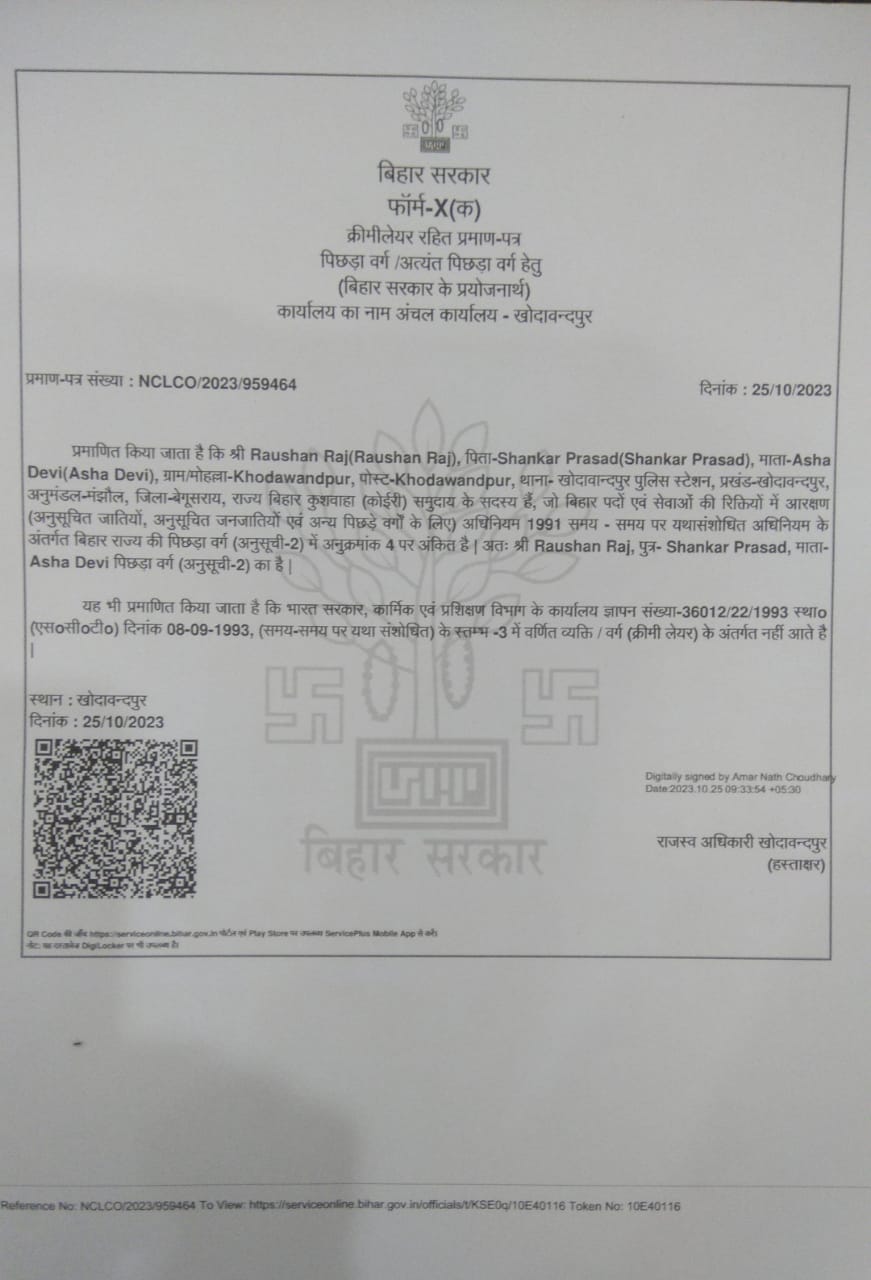 बिहार सरकार
फॉर्म-X(क)
क्रीमीलेयर रहित प्रमाण-पत्र
पिछड़ा वर्ग /अत्यंत पिछड़ा वर्ग हेतु
(बिहार सरकार के प्रयोजनार्थ)
कार्यालय का नाम अंचल कार्यालय - खोदावन्दपुर
प्रमाण-पत्र संख्या : NCLCO/2023/959464
दिनांक : 25/10/2023
प्रमाणित किया जाता है कि श्री Raushan Raj(Raushan Raj), पिता-Shankar Prasad(Shankar Prasad), माता-Asha
Devi(Asha Devi), ग्राम/मोहल्ला-Khodawandpur, पोस्ट-Khodawandpur, थाना- खोदावान्दपुर पुलिस स्टेशन, प्रखंड-खोदावन्दपुर,
अनुमंडल-मंझौल, जिला-बेगूसराय, राज्य बिहार कुशवाहा (कोईरी) समुदाय के सदस्य हैं, जो बिहार पदों एवं सेवाओं की रिक्तियों में आरक्षण
(अनुसूचित जातियों, अनुसूचित जनजातियों एवं अन्य पिछड़े वर्गों के लिए) अधिनियम 1991 समय - समय पर यथासंशोधित अधिनियम के
अंतर्गत बिहार राज्य की पिछड़ा वर्ग (अनुसूची-2) में अनुक्रमांक 4 पर अंकित है | अतः श्री Raushan Raj, पुत्र- Shankar Prasad, माता-
Asha Devi पिछड़ा वर्ग (अनुसूची-2) का है |
यह भी प्रमाणित किया जाता है कि भारत सरकार, कार्मिक एवं प्रशिक्षण विभाग के कार्यालय ज्ञापन संख्या-36012/22/1993 स्था०
(एस०सी०टी०) दिनांक 08-09-1993, (समय-समय पर यथा संशोधित) के स्तम्भ -3 में वर्णित व्यक्ति / वर्ग (क्रीमी लेयर) के अंतर्गत नहीं आते है
|
स्थान : खोदावन्दपुर
दिनांक : 25/10/2023
Digitally signed by Amar Nath Choudhary
Date:2023.10.25 09:33:54 +05:30
बिहार सरकार
राजस्व अधिकारी खोदावन्दपुर
(हस्ताक्षर)
QR Code की जाँच https://serviceonline.bihar.gov.in पोर्टल एवं Play Store पर उपलब्ध ServicePlus Mobile App से करें।
नोट: यह दस्तावेज DigiLocker पर भी उपलब्ध है।
Reference No: NCLCO/2023/959464 To View: https://serviceonline.bihar.gov.in/officials/t/KSE0q/10E40116 Token No: 10E40116